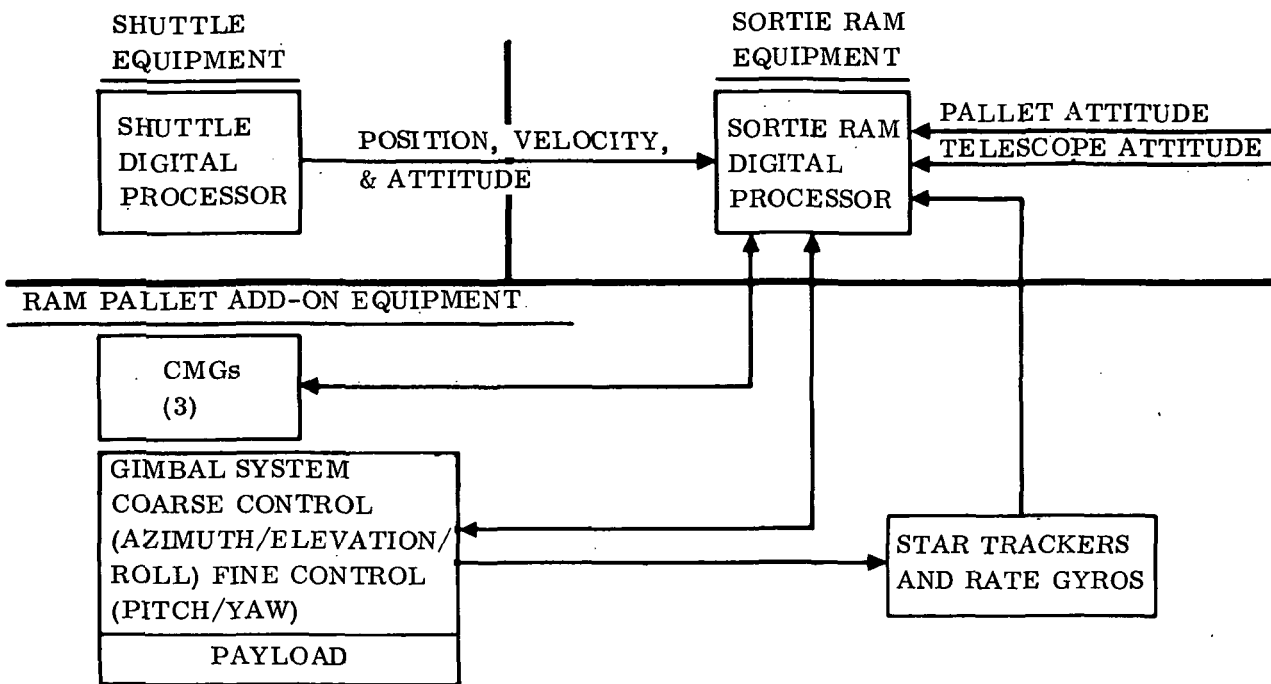 SHUTTLE
EQUIPMENT
SHUTTLE
DIGITAL
PROCESSOR
POSITION, VELOCITY,
& ATTITUDE
SORTIE RAM
EQUIPMENT
SORTIE RAM
DIGITAL
PROCESSOR
PALLET ATTITUDE
TELESCOPE ATTITUDE
RAM PALLET ADD-ON EQUIPMENT
CMGs
(3)
GIMBAL SYSTEM
COARSE CONTROL
(AZIMUTH/ELEVATION/
ROLL) FINE CONTROL
(PITCH/YAW)
PAYLOAD
STAR TRACKERS
AND RATE GYROS